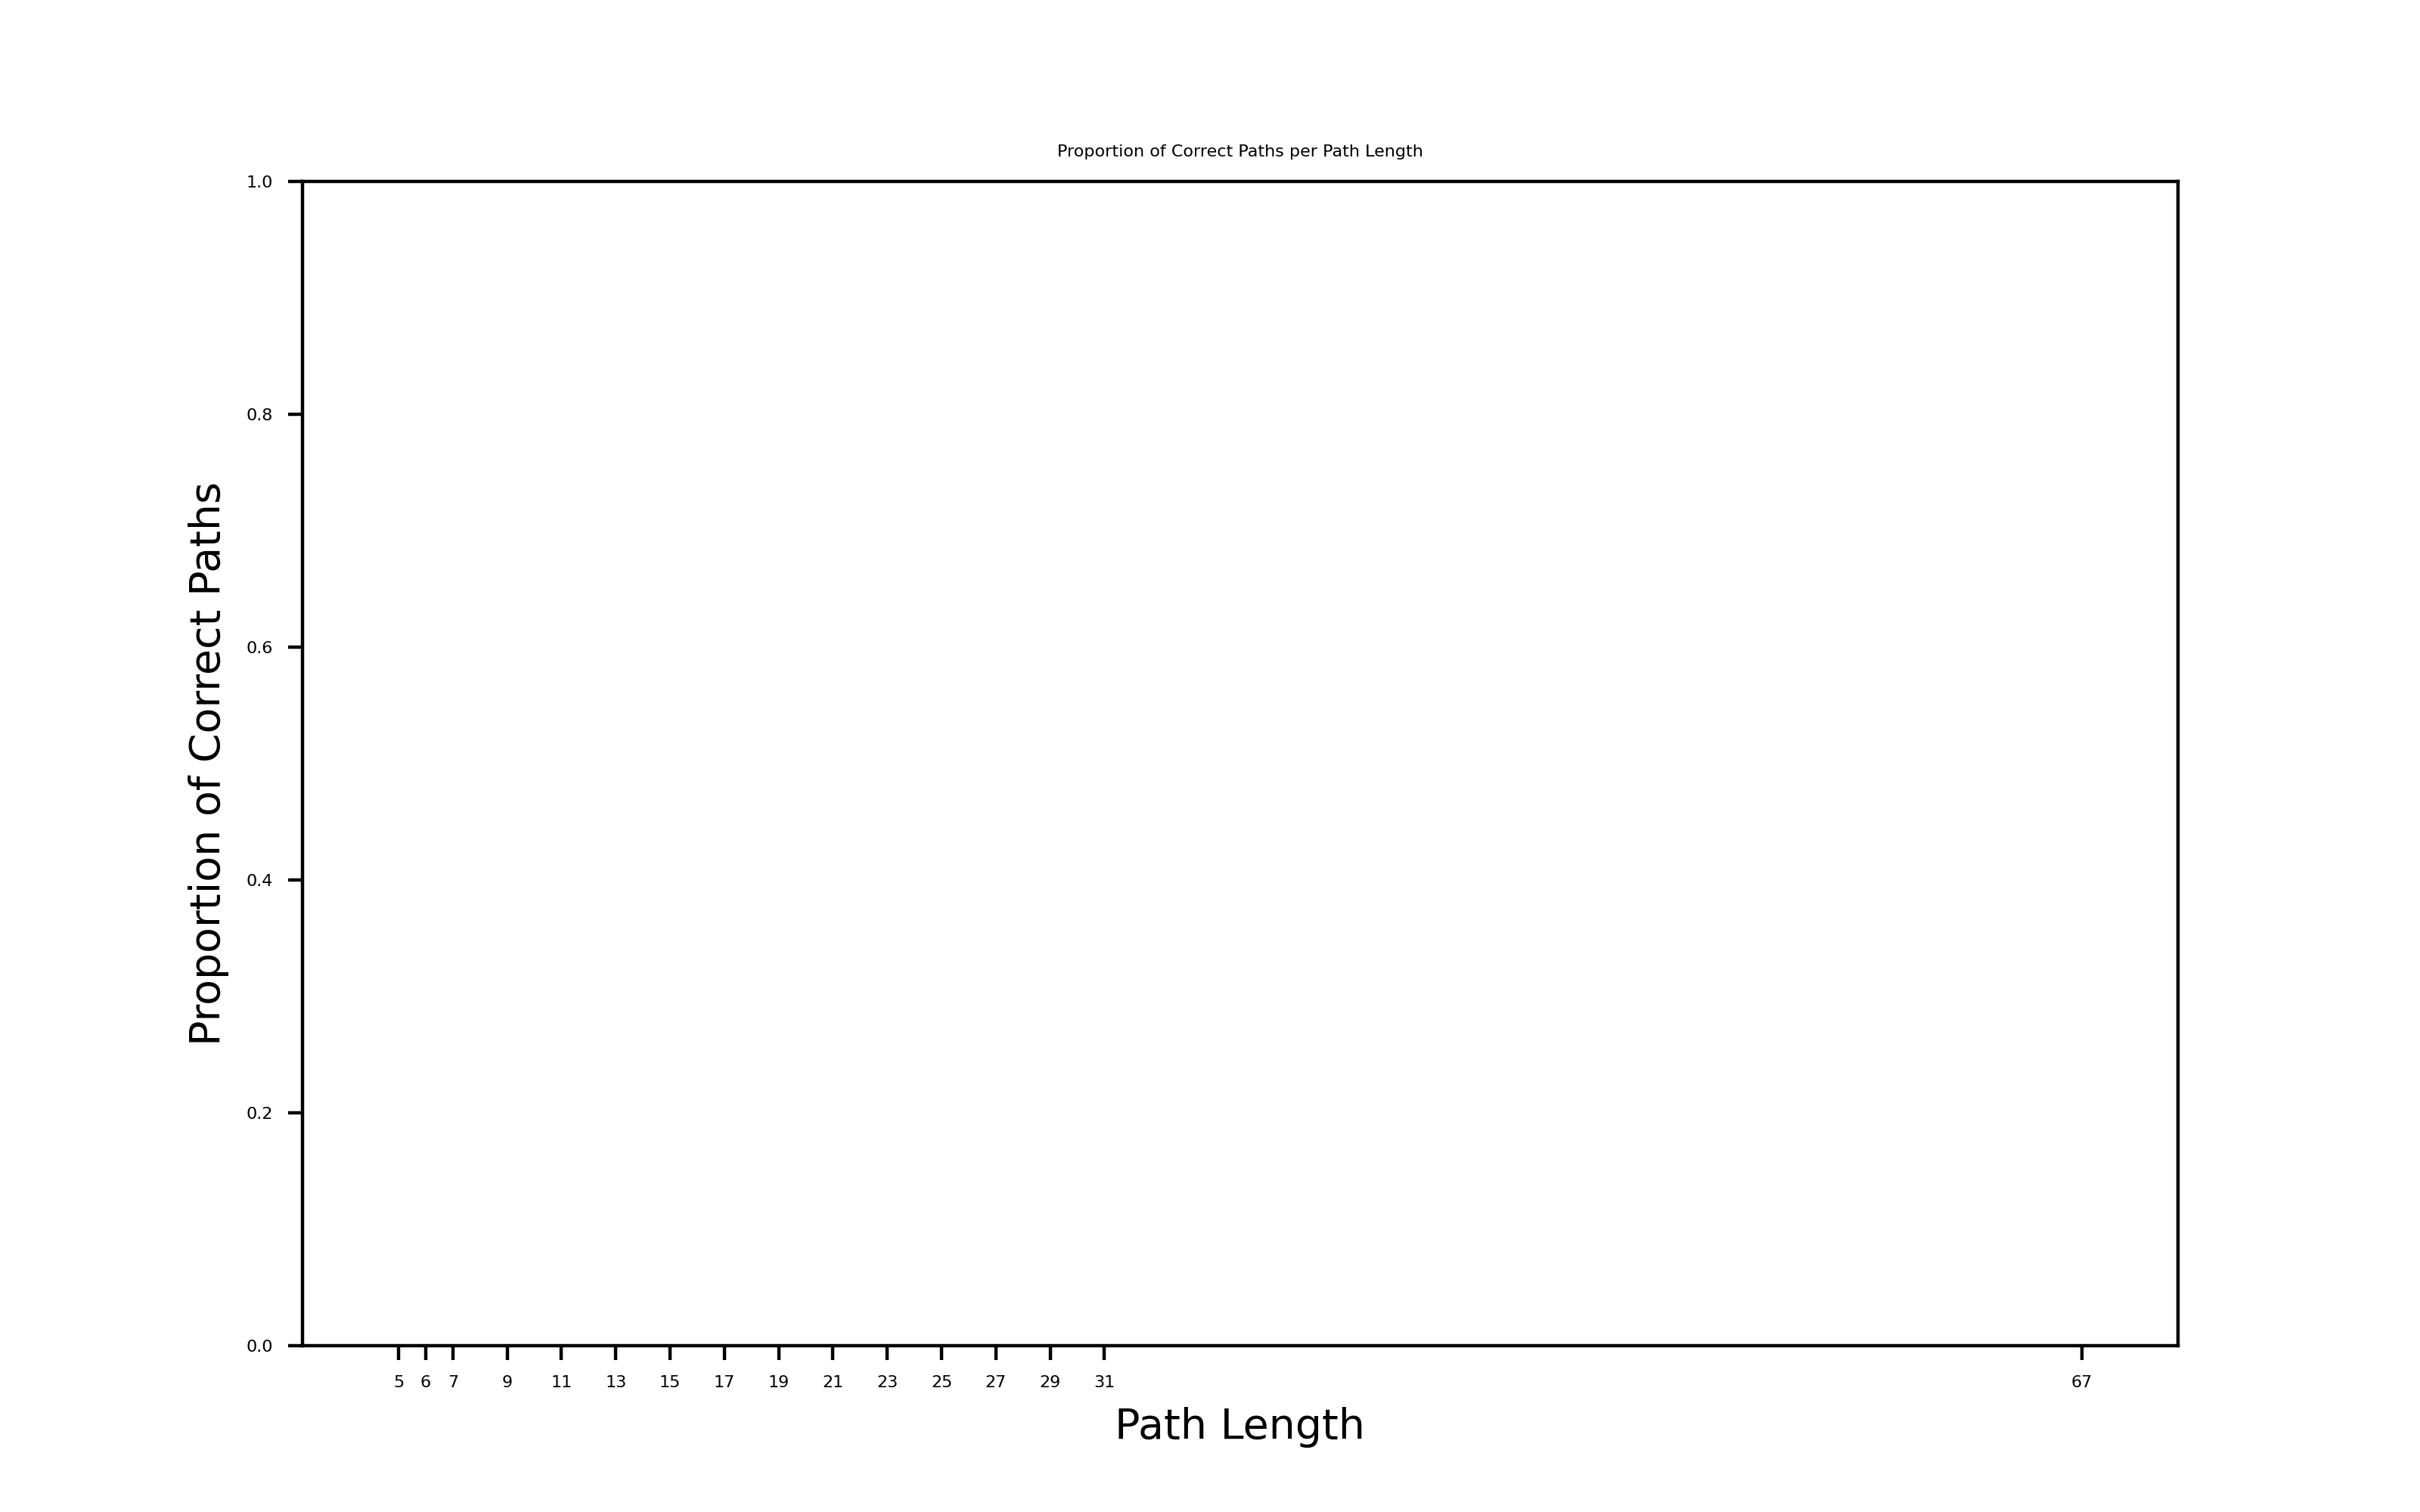 Proportion of Correct Paths per Path Length
1.0
0.8
0.6
0.4
0.2
0.0
Proportion of Correct Paths
5 6 7 9 11 13 15 17 19 21 23 25 27 29 31 67
Path Length